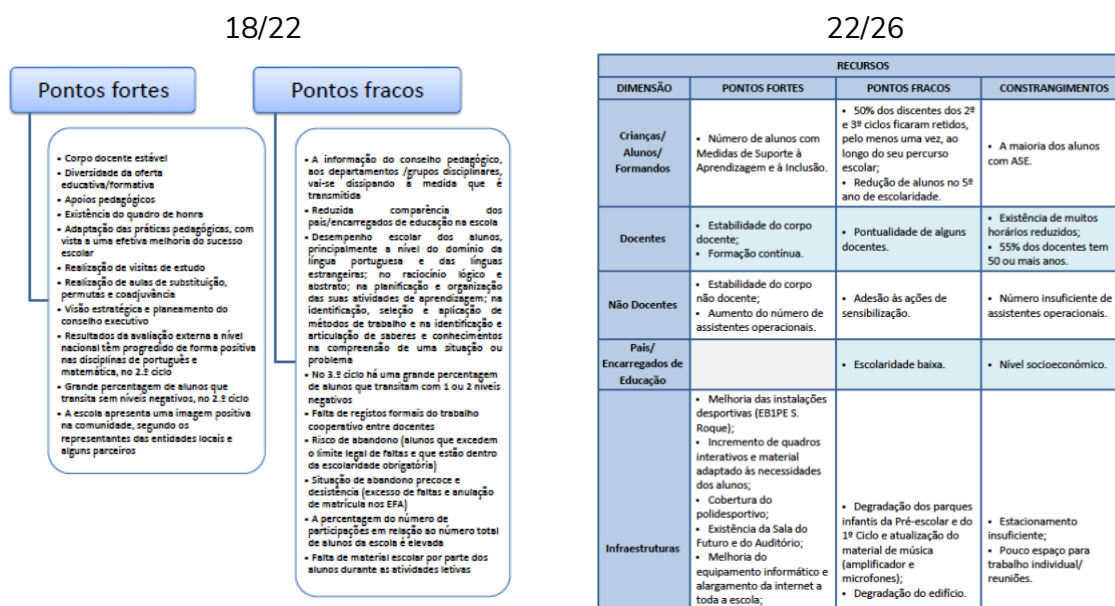 18/22
Pontos fortes
• Corpo docente estável
• Diversidade da oferta
educativa/formativa
• Apoios pedagógicos
• Existência do quadro de honra
• Adaptação das práticas pedagógicas, com
vista a uma efetiva melhoria do sucesso
escolar
• Realização de visitas de estudo
• Realização de aulas de substituição,
permutas e coadjuvância
• Visão estratégica e planeamento do
conselho executivo
• Resultados da avaliação externa a nível
nacional têm progredido de forma positiva
nas disciplinas de português e
matemática, no 2.º ciclo
• Grande percentagem de alunos que
transita sem níveis negativos, no 2.º ciclo
• A escola apresenta uma imagem positiva
na comunidade, segundo os
representantes das entidades locais e
alguns parceiros
Pontos fracos
• A informação do conselho pedagógico,
aos departamentos /grupos disciplinares,
vai-se dissipando à medida que é
transmitida
• Reduzida comparência dos
pais/encarregados de educação na escola
• Desempenho escolar dos alunos,
principalmente a nível do domínio da
língua portuguesa e das línguas
estrangeiras; no raciocínio lógico e
abstrato; na planificação e organização
das suas atividades de aprendizagem; na
identificação, seleção e aplicação de
métodos de trabalho e na identificação e
articulação de saberes e conhecimentos
na compreensão de uma situação ou
problema
• No 3.º ciclo há uma grande percentagem
de alunos que transitam com 1 ou 2 níveis
negativos
• Falta de registos formais do trabalho
cooperativo entre docentes
• Risco de abandono (alunos que excedem
o limite legal de faltas e que estão dentro
da escolaridade obrigatória)
• Situação de abandono precoce e
desistência (excesso de faltas e anulação
de matrícula nos EFA)
• A percentagem do número de
participações em relação ao número total
de alunos da escola é elevada
• Falta de material escolar por parte dos
alunos durante as atividades letivas
22/26
RECURSOS
DIMENSÃO PONTOS FORTES PONTOS FRACOS CONSTRANGIMENTOS
Crianças/
Alunos/
Formandos
• Número de alunos com
Medidas de Suporte à
Aprendizagem e à Inclusão.
• 50% dos discentes dos 2º
e 3º ciclos ficaram retidos,
pelo menos uma vez, ao
longo do seu percurso
escolar;
• Redução de alunos no 5º
ano de escolaridade.
• A maioria dos alunos
com ASE.
Docentes
• Estabilidade do corpo
docente;
• Formação contínua.
• Pontualidade de alguns
docentes.
• Existência de muitos
horários reduzidos;
• 55% dos docentes tem
50 ou mais anos.
Não Docentes
• Estabilidade do corpo
não docente;
• Aumento do número de
assistentes operacionais.
• Adesão às ações de
sensibilização.
• Número insuficiente de
assistentes operacionais.
Pais/
Encarregados de
Educação
• Escolaridade baixa.
• Nível socioeconómico.
Infraestruturas
• Melhoria das instalações
desportivas (EB1PE S.
Roque);
• Incremento de quadros
interativos e material
adaptado às necessidades
dos alunos;
• Cobertura do
polidesportivo;
• Existência da Sala do
Futuro e do Auditório;
• Melhoria do
equipamento informático e
alargamento da internet a
toda a escola;
• Degradação dos parques
infantis da Pré-escolar e do
1º Ciclo e atualização do
material de música
(amplificador e
microfones);
• Degradação do edifício.
• Estacionamento
insuficiente;
• Pouco espaço para
trabalho individual/
reuniões.